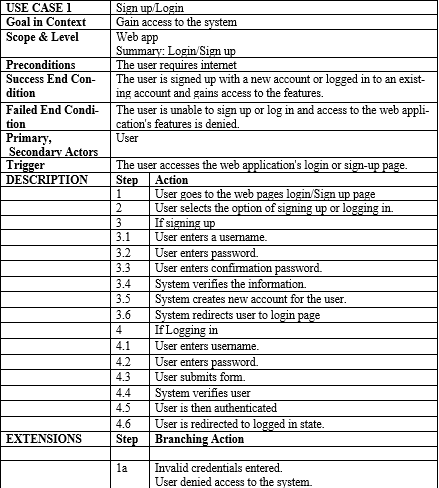 USE CASE 1 Sign up/Login
Goal in Context Gain access to the system
Scope & Level Web app
Summary: Login/Sign up
Preconditions The user requires internet
Success End Con- The user is signed up with a new account or logged in to an exist-
dition ing account and gains access to the features.
Failed End Condi- The user is unable to sign up or log in and access to the web appli-
tion cation's features is denied.
Primary, User
Secondary Actors
Trigger The user accesses the web application's login or sign-up page.
DESCRIPTION Step Action
1 User goes to the web pages login/Sign up page
2 User selects the option of signing up or logging in.
3 If signing up
3.1 User enters a username.
3.2 User enters password.
3.3 User enters confirmation password.
3.4 System verifies the information.
3.5 System creates new account for the user.
3.6 System redirects user to login page
4 If Logging in
4.1 User enters username.
4.2 User enters password.
4.3 User submits form.
4.4 System verifies user
4.5 User is then authenticated
4.6 User is redirected to logged in state.
EXTENSIONS Step Branching Action
1a Invalid credentials entered.
User denied access to the system.